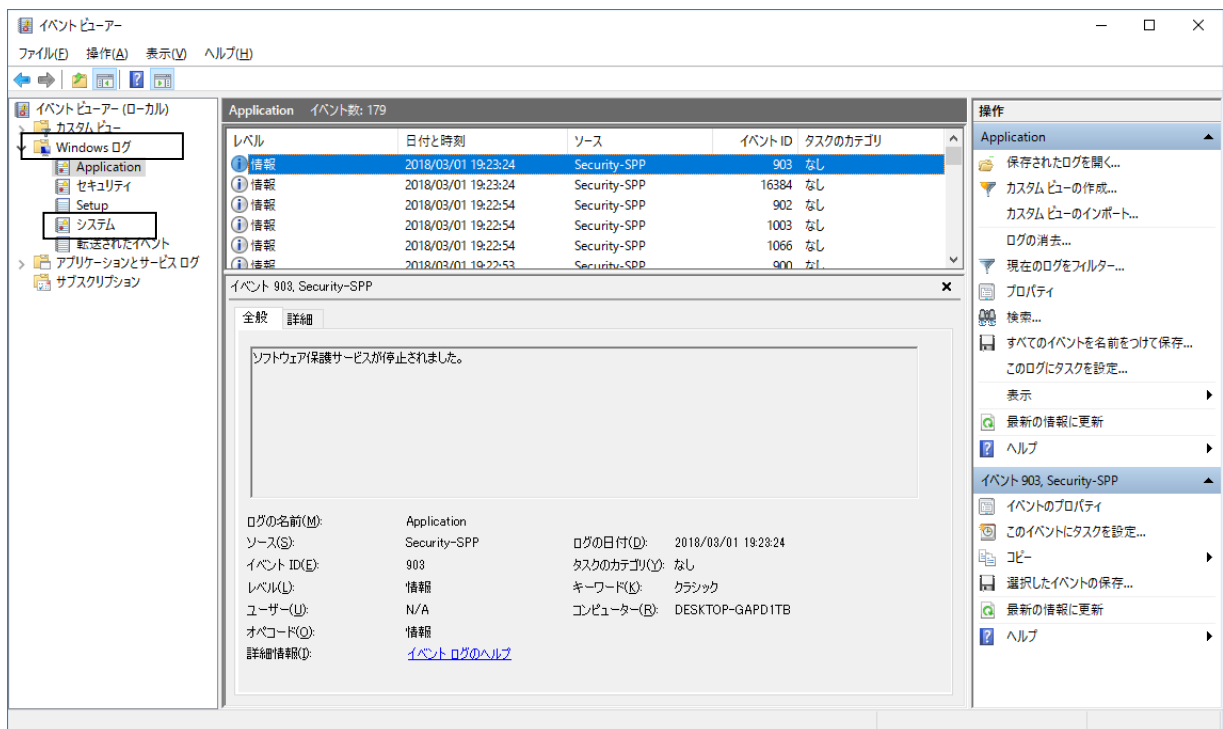 イベント ビューアー
ファイル(F) 操作(A) 表示(V) ヘルプ(H)
イベント ビューアー (ローカル)
カスタム ビュー
Windows ログ
Application
セキュリティ
Setup
システム
転送されたイベント
アプリケーションとサービス ログ
サブスクリプション
Application イベント数: 179
レベル 日付と時刻 ソース イベント ID タスクのカテゴリ
情報 2018/03/01 19:23:24 Security-SPP 903 なし
情報 2018/03/01 19:23:24 Security-SPP 16384 なし
情報 2018/03/01 19:22:54 Security-SPP 902 なし
情報 2018/03/01 19:22:54 Security-SPP 1003 なし
情報 2018/03/01 19:22:54 Security-SPP 1066 なし
情報 2018/03/01 19:22:53 Security-SPP 900 なし
イベント 903, Security-SPP
全般 詳細
ソフトウェア保護サービスが停止されました。
ログの名前(M): Application
ソース(S): Security-SPP ログの日付(D): 2018/03/01 19:23:24
イベント ID(E): 903 タスクのカテゴリ(Y): なし
レベル(L): 情報 キーワード(K): クラシック
ユーザー(U): N/A コンピューター(R): DESKTOP-GAPD1TB
オペコード(O): 情報
詳細情報(I): イベント ログのヘルプ
操作
Application
保存されたログを開く...
カスタム ビューの作成...
カスタム ビューのインポート...
ログの消去...
現在のログをフィルター...
プロパティ
検索...
すべてのイベントを名前をつけて保存...
このログにタスクを設定...
表示
最新の情報に更新
ヘルプ
イベント 903, Security-SPP
イベントのプロパティ
このイベントにタスクを設定...
コピー
選択したイベントの保存...
最新の情報に更新
ヘルプ